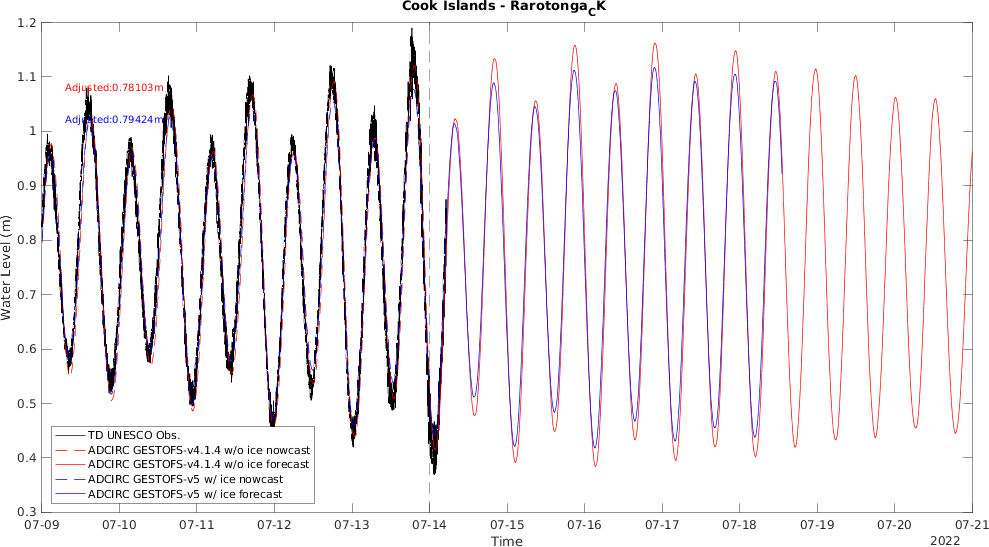 Cook Islands - Rarotonga_CK
1.2
1.1
1
0.9
0.8
0.7
0.6
0.5
0.4
0.3
Water Level (m)
Adjusted:0.78103m
Adjusted:0.79424m
TD UNESCO Obs.
ADCIRC GESTOFS-v4.1.4 w/o ice nowcast
ADCIRC GESTOFS-v4.1.4 w/o ice forecast
ADCIRC GESTOFS-v5 w/ ice nowcast
ADCIRC GESTOFS-v5 w/ ice forecast
07-09 07-10 07-11 07-12 07-13 07-14 07-15 07-16 07-17 07-18 07-19 07-20 07-21
Time
2022